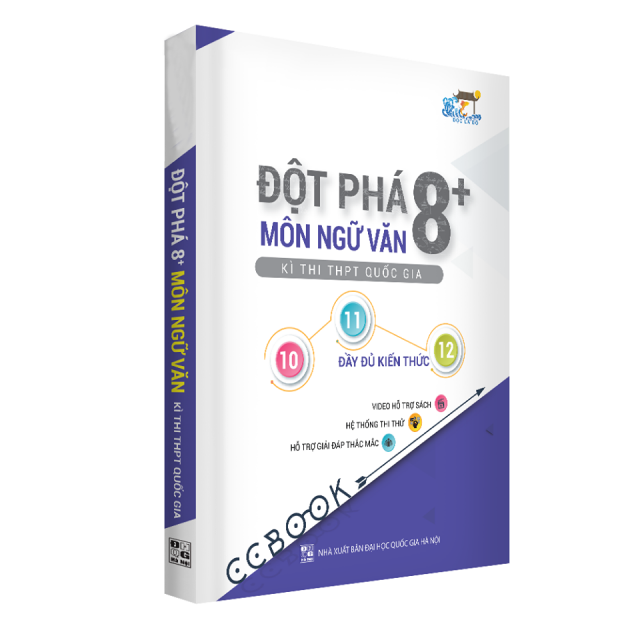 ĐỘT PHÁ 8+
MÔN NGỮ VĂN
KÌ THI THPT QUỐC GIA
10
11
12
ĐẦY ĐỦ KIẾN THỨC
VIDEO HỖ TRỢ SÁCH
HỆ THỐNG THI THỬ
HỖ TRỢ GIẢI ĐÁP THẮC MẮC
CCBOOK
NHÀ XUẤT BẢN ĐẠI HỌC QUỐC GIA HÀ NỘI
ĐỘT PHÁ 8+ MÔN NGỮ VĂN
KÌ THI THPT QUỐC GIA
Hà Nội